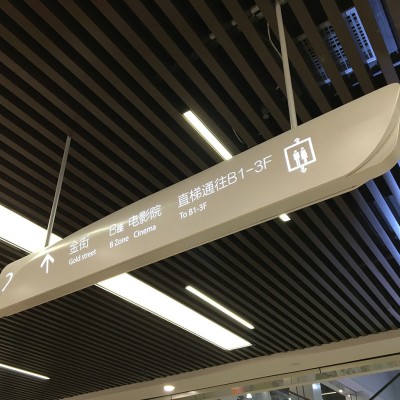 金街
Gold street
B座 电影院
B Zone Cinema
直梯通往B1-3F
To B1-3F